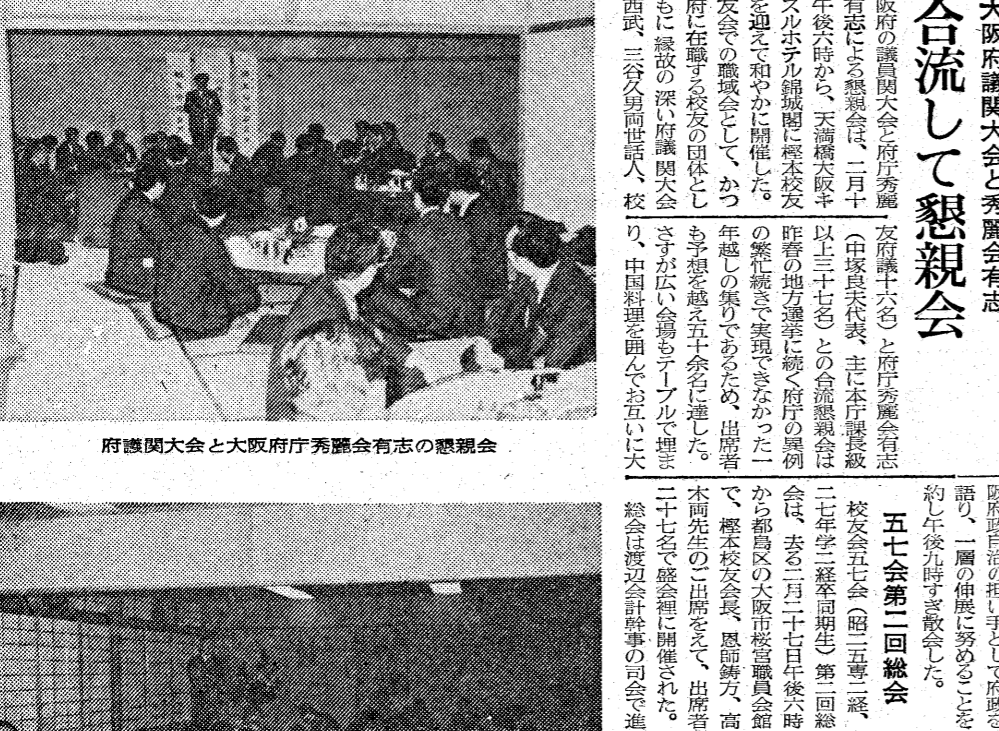 大阪府議関大会と秀麗会有志
合流して懇親会
阪府の議員関大会と府庁秀麗
有志による懇親会は、二月十
午後六時から、天満橋大阪キ
スルホテル錦城閣に樫本校友
を迎えて和やかに開催した。
友会での職域会として、かつ
府に在職する校友の団体とし
もに縁故の深い府議関大会
西武、三谷久男両世話人、校
友府議十六名）と府庁秀麗会有志
（中塚良夫代表、主に本庁課長級
以上三十七名）との合流懇親会は
昨春の地方選挙に続く府庁の異例
の繁忙続きで実現できなかった一
年越しの集りであるため、出席者
も予想を越え五十余名に達した。
さすが広い会場もテーブルで埋ま
り、中国料理を囲んでお互いに大
阪府政自治の担い手として府政を
語り、一層の伸展に努めることを
約し午後九時すぎ散会した。
府議関大会と大阪府庁秀麗会有志の懇親会
五七会第二回総会
校友会五七会（昭二五専二経、
二七年学二経卒同期生）第二回総
会は、去る二月二十七日午後六時
から都島区の大阪市桜宮職員会館
で、樫本校友会長、恩師鋳方、高
木両先生のご出席をえて、出席者
二十七名で盛会裡に開催された。
総会は渡辺会計幹事の司会で進